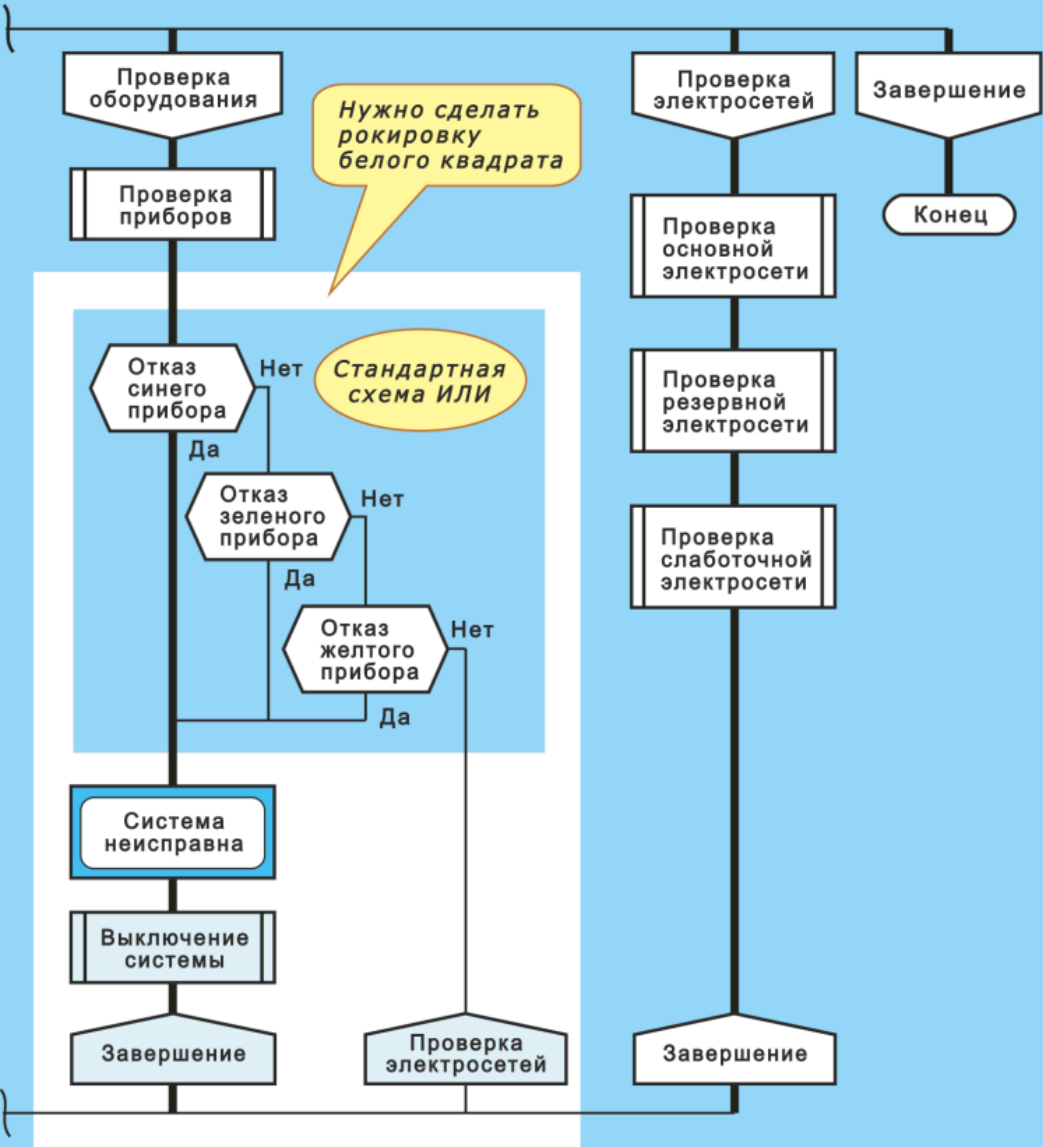 Проверка
оборудования
Нужно сделать
рокировку
белого квадрата
Проверка
электросетей
Завершение
Проверка
приборов
Проверка
основной
электросети
Конец
Отказ
синего
прибора
Нет
Да
Стандартная
схема ИЛИ
Проверка
резервной
электросети
Отказ
зеленого
прибора
Нет
Да
Проверка
слаботочной
электросети
Отказ
желтого
прибора
Нет
Да
Система
неисправна
Выключение
системы
Завершение
Проверка
электросетей
Завершение